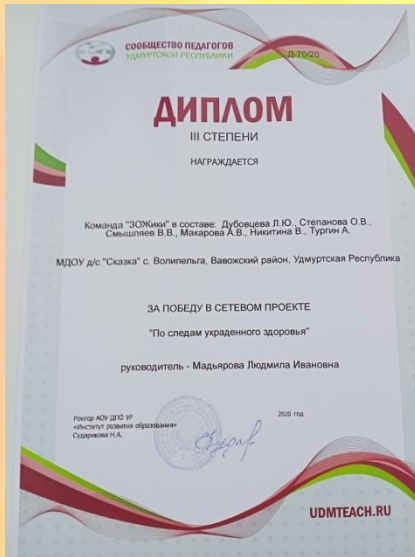 СООБЩЕСТВО ПЕДАГОГОВ
УДМУРТСКОЙ РЕСПУБЛИКИ
Д-70/20
ДИПЛОМ
III СТЕПЕНИ
НАГРАЖДАЕТСЯ
Команда "ЗОЖики" в составе: Дубовцева Л.Ю., Степанова О.В.,
Смышляев В.В., Макарова А.В., Никитина В., Тургин А.
МДОУ д/с "Сказка" с. Волипельга, Вавожский район, Удмуртская Республика
ЗА ПОБЕДУ В СЕТЕВОМ ПРОЕКТЕ
"По следам украденного здоровья"
руководитель - Мадьярова Людмила Ивановна
Ректор АОУ ДПО УР
«Институт развития образования»
Сударикова Н.А.
2020 год
UDMTEACH.RU